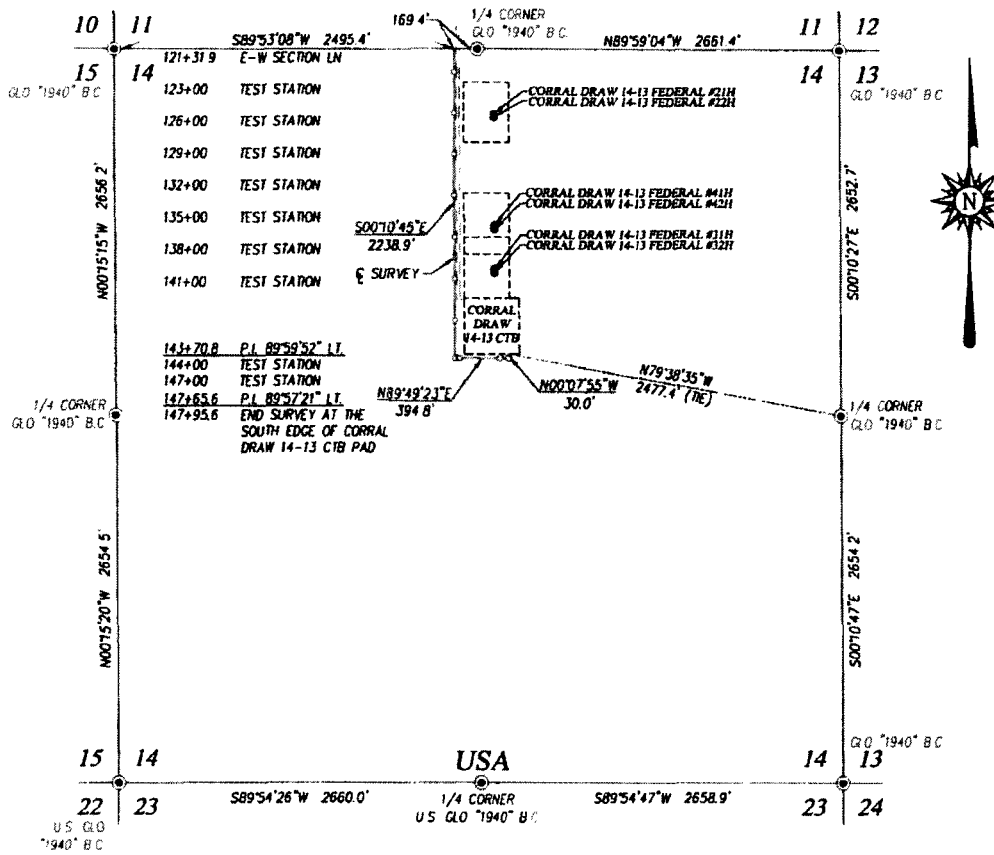 169.4'
1/4 CORNER
GLO "1940" B.C.
10 11
11 12
S89°53'08"W 2495.4'
N89°59'04"W 2661.4'
15 14
14 13
GLO "1940" B C
GLO "1940" B C
121+31.9 E-W SECTION LN
123+00 TEST STATION
126+00 TEST STATION
129+00 TEST STATION
132+00 TEST STATION
135+00 TEST STATION
138+00 TEST STATION
141+00 TEST STATION
143+70.8 P.I. 89°59'52" LT.
144+00 TEST STATION
147+00 TEST STATION
147+65.6 P.I. 89°57'21" LT.
147+95.6 END SURVEY AT THE
SOUTH EDGE OF CORRAL
DRAW 14-13 CTB PAD
CORRAL DRAW 14-13 FEDERAL #21H
CORRAL DRAW 14-13 FEDERAL #22H
CORRAL DRAW 14-13 FEDERAL #41H
CORRAL DRAW 14-13 FEDERAL #42H
CORRAL DRAW 14-13 FEDERAL #31H
CORRAL DRAW 14-13 FEDERAL #32H
N00°15'15"W 2656.2'
S00°10'45"E
2238.9'
℄ SURVEY
S00°10'27"E 2652.7'
N
CORRAL
DRAW
14-13 CTB
N89°49'23"E
394.8'
N00°07'55"W
30.0'
N79°38'35"W
2477.4' (TIE)
1/4 CORNER
GLO "1940" B.C
1/4 CORNER
GLO "1940" B.C
N00°15'20"W 2654.5'
S00°10'47"E 2654.2'
GLO "1940" B C
15 14
USA
14 13
S89°54'26"W 2660.0'
1/4 CORNER
U S GLO "1940" B C
S89°54'47"W 2658.9'
22 23
23 24
U S GLO
"1940" B C